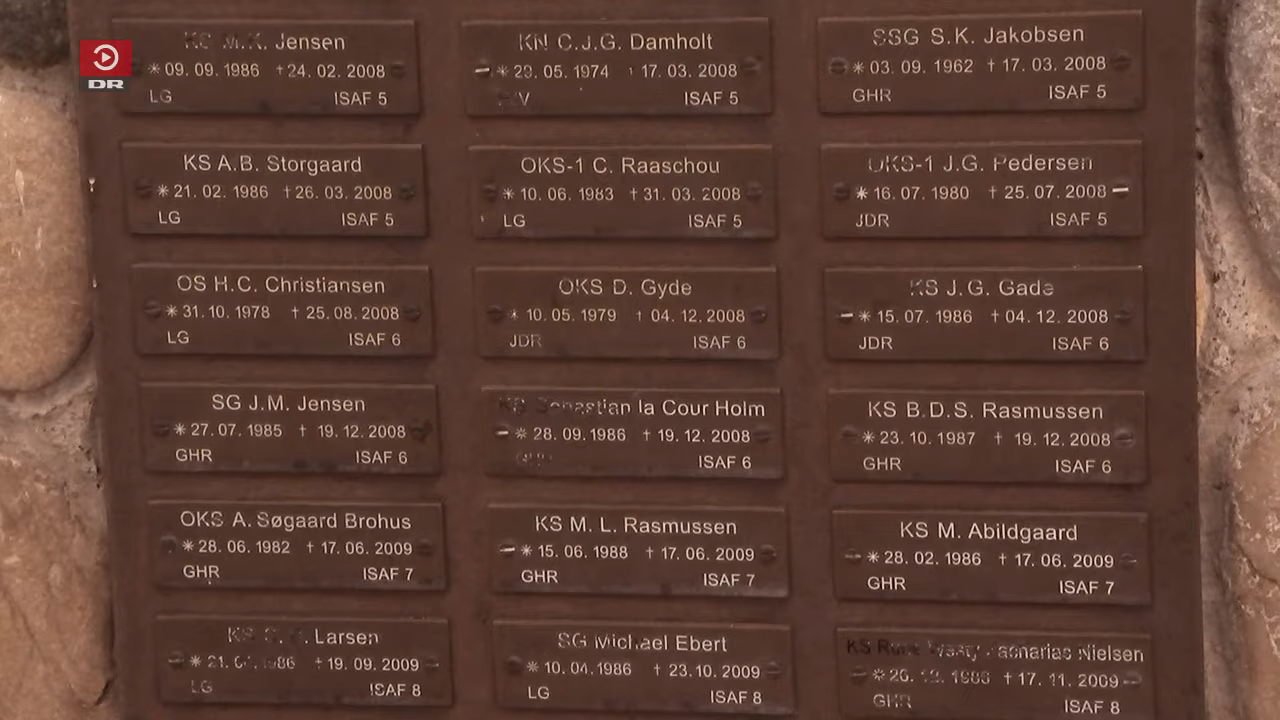 DR
KS M.K. Jensen
* 09. 09. 1986 † 24. 02. 2008
LG ISAF 5
KN C.J.G. Damholt
* 29. 05. 1974 † 17. 03. 2008
ISAF 5
SSG S.K. Jakobsen
* 03. 09. 1962 † 17. 03. 2008
GHR ISAF 5
KS A.B. Storgaard
* 21. 02. 1986 † 26. 03. 2008
LG ISAF 5
OKS-1 C. Raaschou
* 10. 06. 1983 † 31. 03. 2008
LG ISAF 5
OKS-1 J.G. Pedersen
* 16. 07. 1980 † 25. 07. 2008
JDR ISAF 5
OS H.C. Christiansen
* 31. 10. 1978 † 25. 08. 2008
LG ISAF 6
OKS D. Gyde
* 10. 05. 1979 † 04. 12. 2008
JDR ISAF 6
KS J.G. Gade
* 15. 07. 1986 † 04. 12. 2008
JDR ISAF 6
SG J.M. Jensen
* 27. 07. 1985 † 19. 12. 2008
GHR ISAF 6
KS Sebastian la Cour Holm
* 28. 09. 1986 † 19. 12. 2008
ISAF 6
KS B.D.S. Rasmussen
* 23. 10. 1987 † 19. 12. 2008
GHR ISAF 6
OKS A. Søgaard Brohus
* 28. 06. 1982 † 17. 06. 2009
GHR ISAF 7
KS M. L. Rasmussen
* 15. 06. 1988 † 17. 06. 2009
GHR ISAF 7
KS M. Abildgaard
* 28. 02. 1986 † 17. 06. 2009
GHR ISAF 7
KS Larsen
† 19. 09. 2009
LG ISAF 8
SG Michael Ebert
* 10. 04. 1986 † 23. 10. 2009
LG ISAF 8
KS Zacharias Nielsen
† 17. 11. 2009
GHR ISAF 8